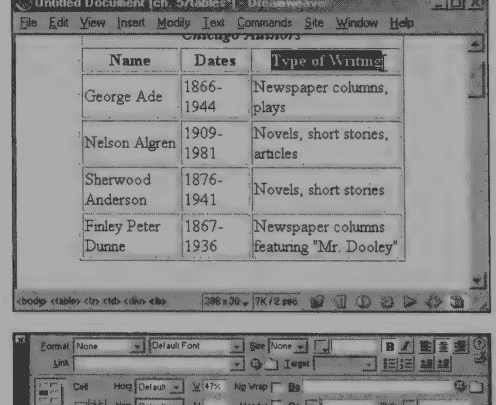 Untitled Document [ch. 5/tables*] - Dreamweaver
File Edit View Insert Modify Text Commands Site Window Help
Chicago Authors
Name Dates Type of Writing
George Ade 1866-1944 Newspaper columns, plays
Nelson Algren 1909-1981 Novels, short stories, articles
Sherwood Anderson 1876-1941 Novels, short stories
Finley Peter Dunne 1867-1936 Newspaper columns featuring "Mr. Dooley"
<body> <table> <tr> <td> <div> <b> 7K / 2 sec
Format None Default Font Size None B I
Link Target
Cell Horz Default W 47% No Wrap Bg